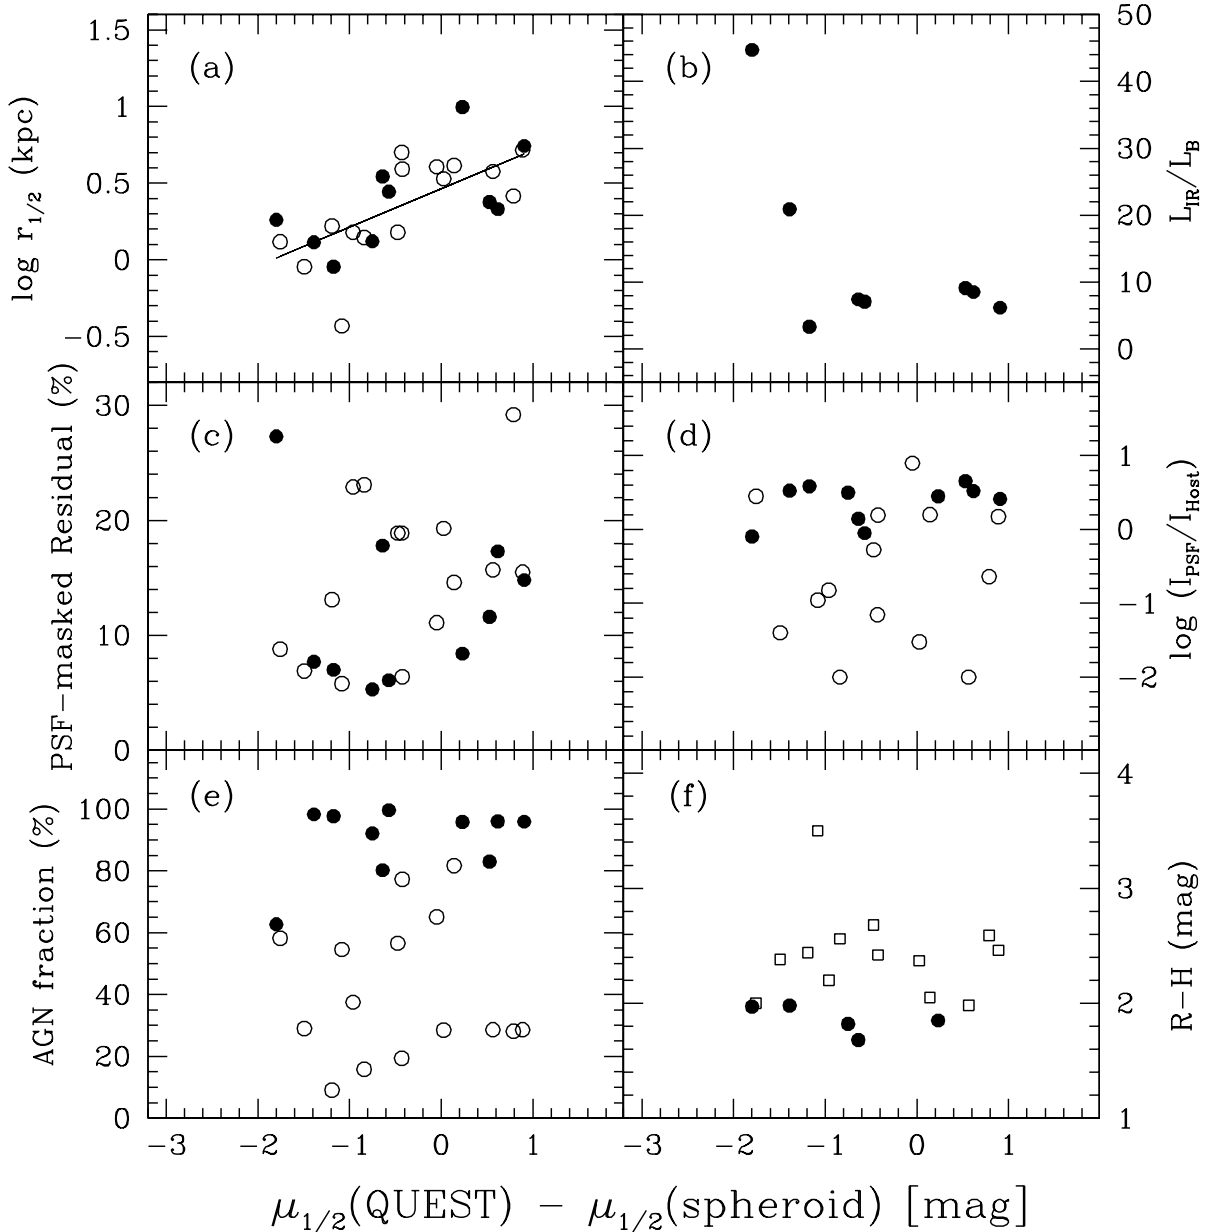 (a)
1.5
1
0.5
0
−0.5
log r1/2 (kpc)
(b)
50
40
30
20
10
0
LIR/LB
(c)
30
20
10
0
PSF−masked Residual (%)
(d)
1
0
−1
−2
log (IPSF/IHost)
(e)
100
80
60
40
20
0
AGN fraction (%)
(f)
4
3
2
1
R−H (mag)
−3 −2 −1 0 1
−3 −2 −1 0 1
μ1/2(QUEST) − μ1/2(spheroid) [mag]